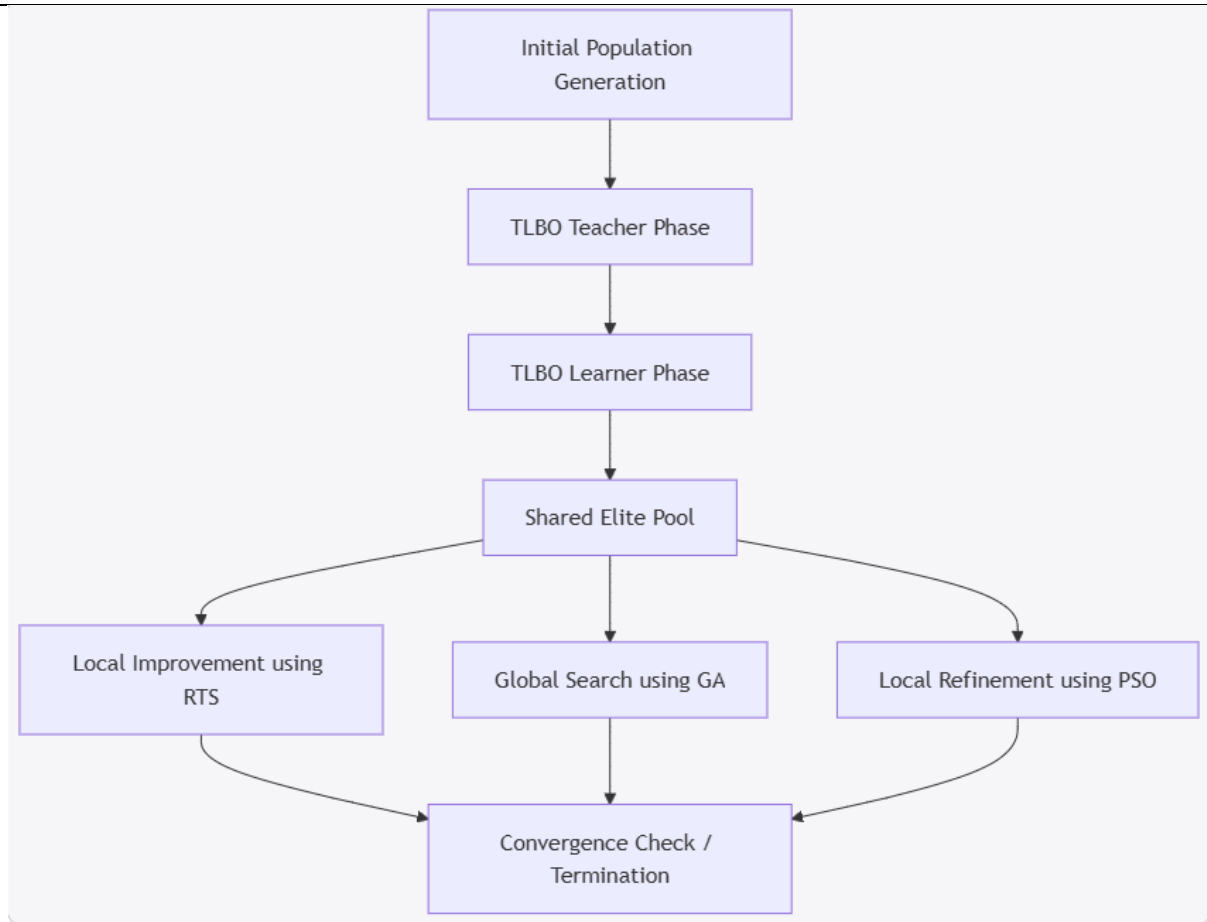 Initial Population
Generation
TLBO Teacher Phase
TLBO Learner Phase
Shared Elite Pool
Local Improvement using
RTS
Global Search using GA
Local Refinement using PSO
Convergence Check /
Termination